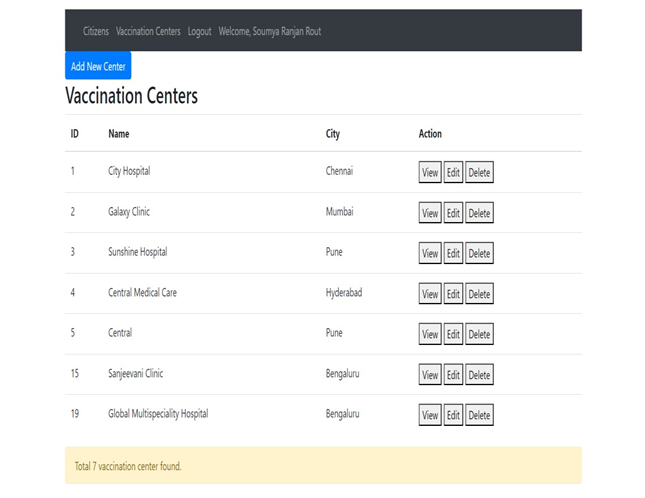 Citizens Vaccination Centers Logout Welcome, Soumya Ranjan Rout
Add New Center
Vaccination Centers
ID Name City Action
1 City Hospital Chennai View Edit Delete
2 Galaxy Clinic Mumbai View Edit Delete
3 Sunshine Hospital Pune View Edit Delete
4 Central Medical Care Hyderabad View Edit Delete
5 Central Pune View Edit Delete
15 Sanjeevani Clinic Bengaluru View Edit Delete
19 Global Multispeciality Hospital Bengaluru View Edit Delete
Total 7 vaccination center found.